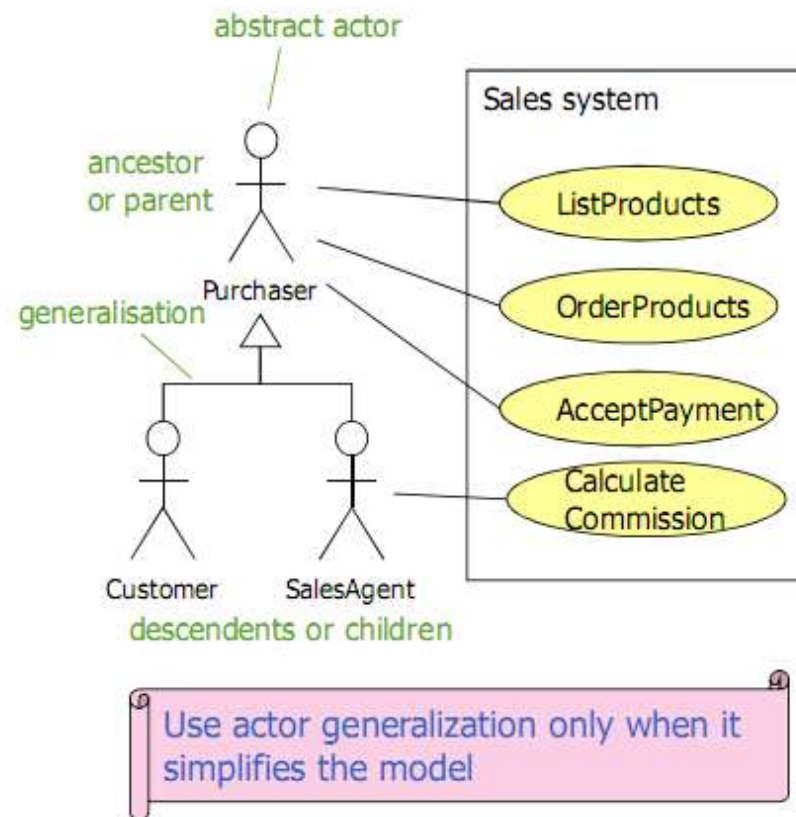 abstract actor
Sales system
ancestor
or parent
ListProducts
Purchaser
OrderProducts
generalisation
AcceptPayment
Calculate
Commission
Customer
SalesAgent
descendents or children
Use actor generalization only when it
simplifies the model